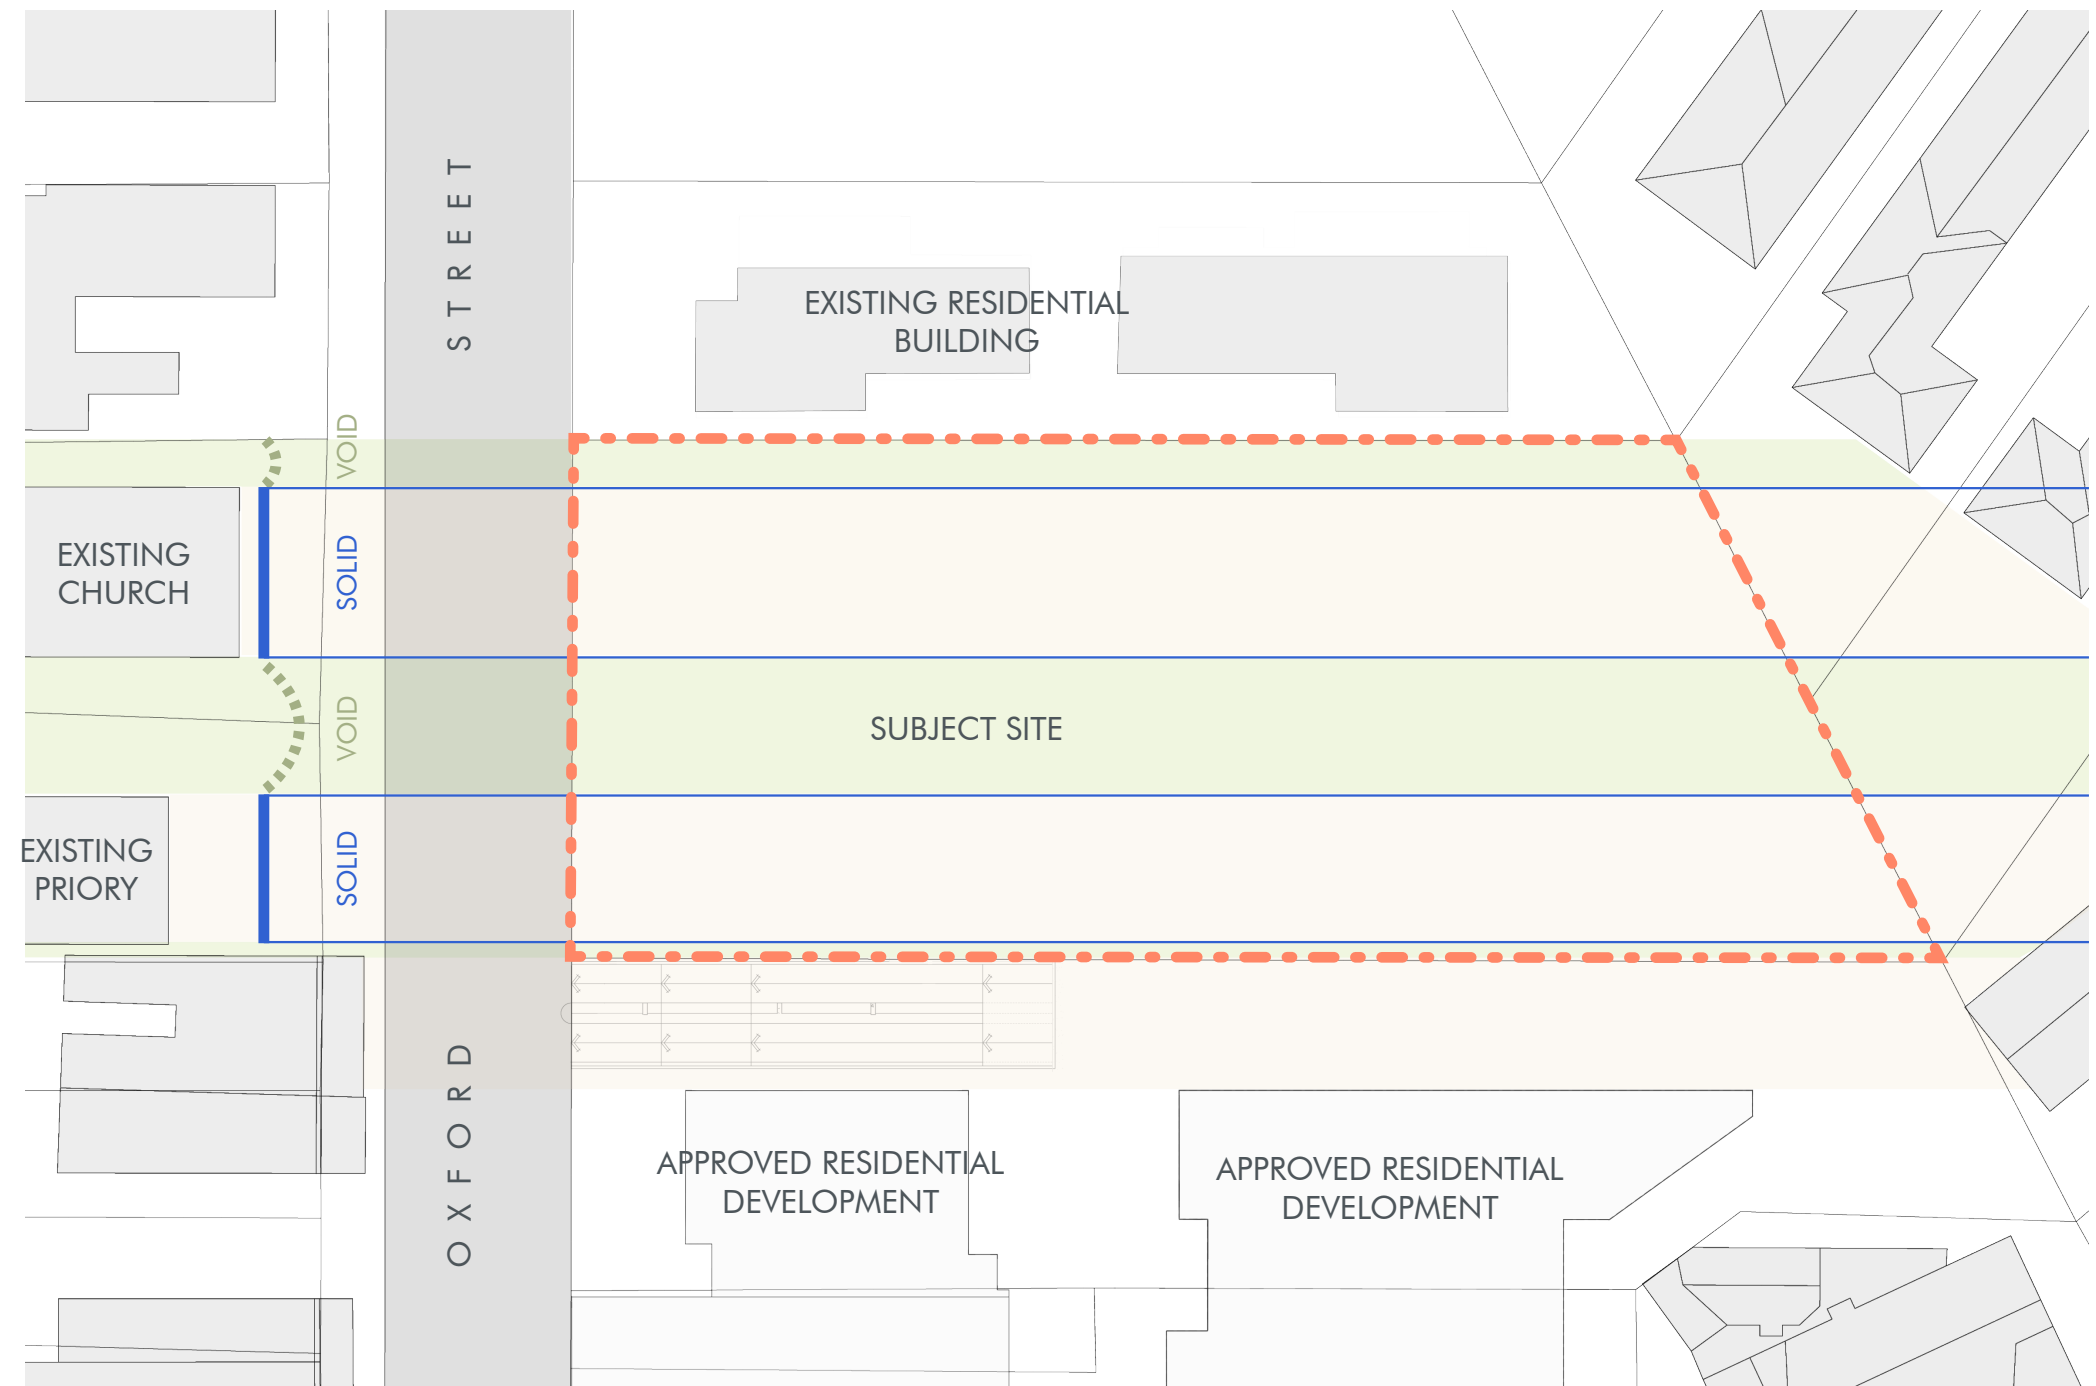 STREET
EXISTING RESIDENTIAL
BUILDING
VOID
EXISTING
CHURCH
SOLID
VOID
SUBJECT SITE
EXISTING
PRIORY
SOLID
OXFORD
APPROVED RESIDENTIAL
DEVELOPMENT
APPROVED RESIDENTIAL
DEVELOPMENT